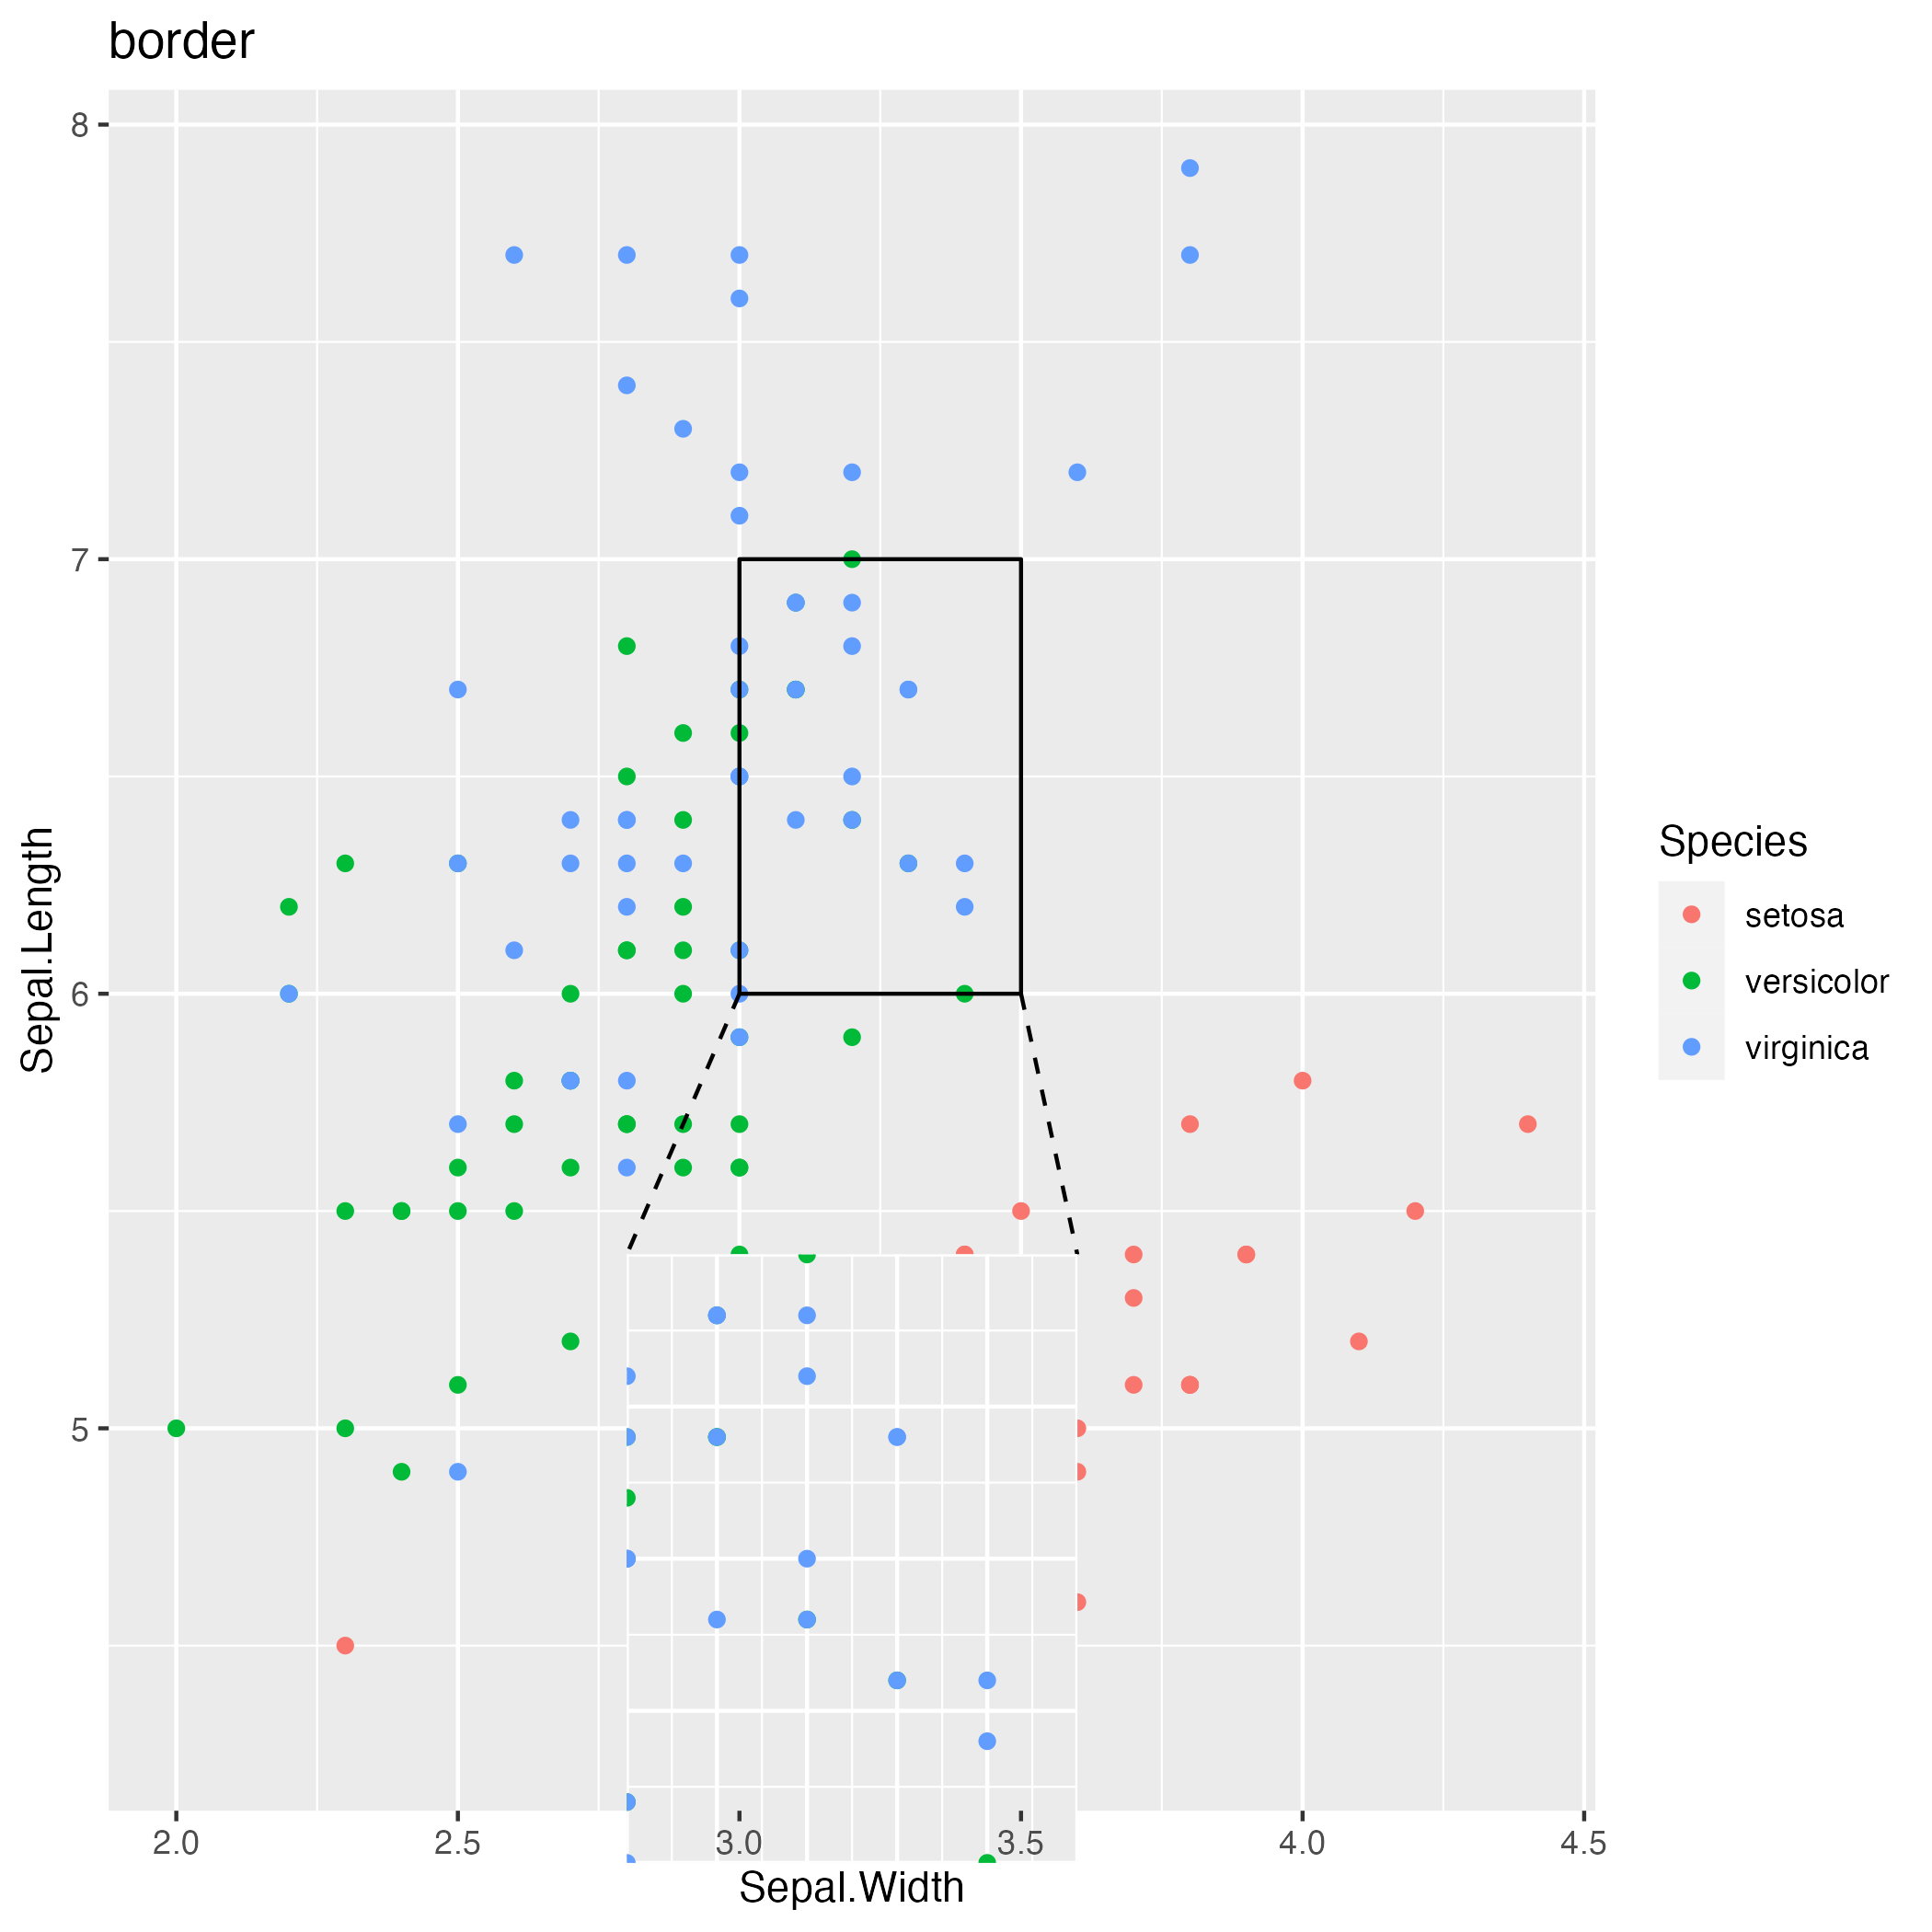 border
8
7
6
5
Sepal.Length
2.0
2.5
3.0
3.5
4.0
4.5
Sepal.Width
Species
setosa
versicolor
virginica